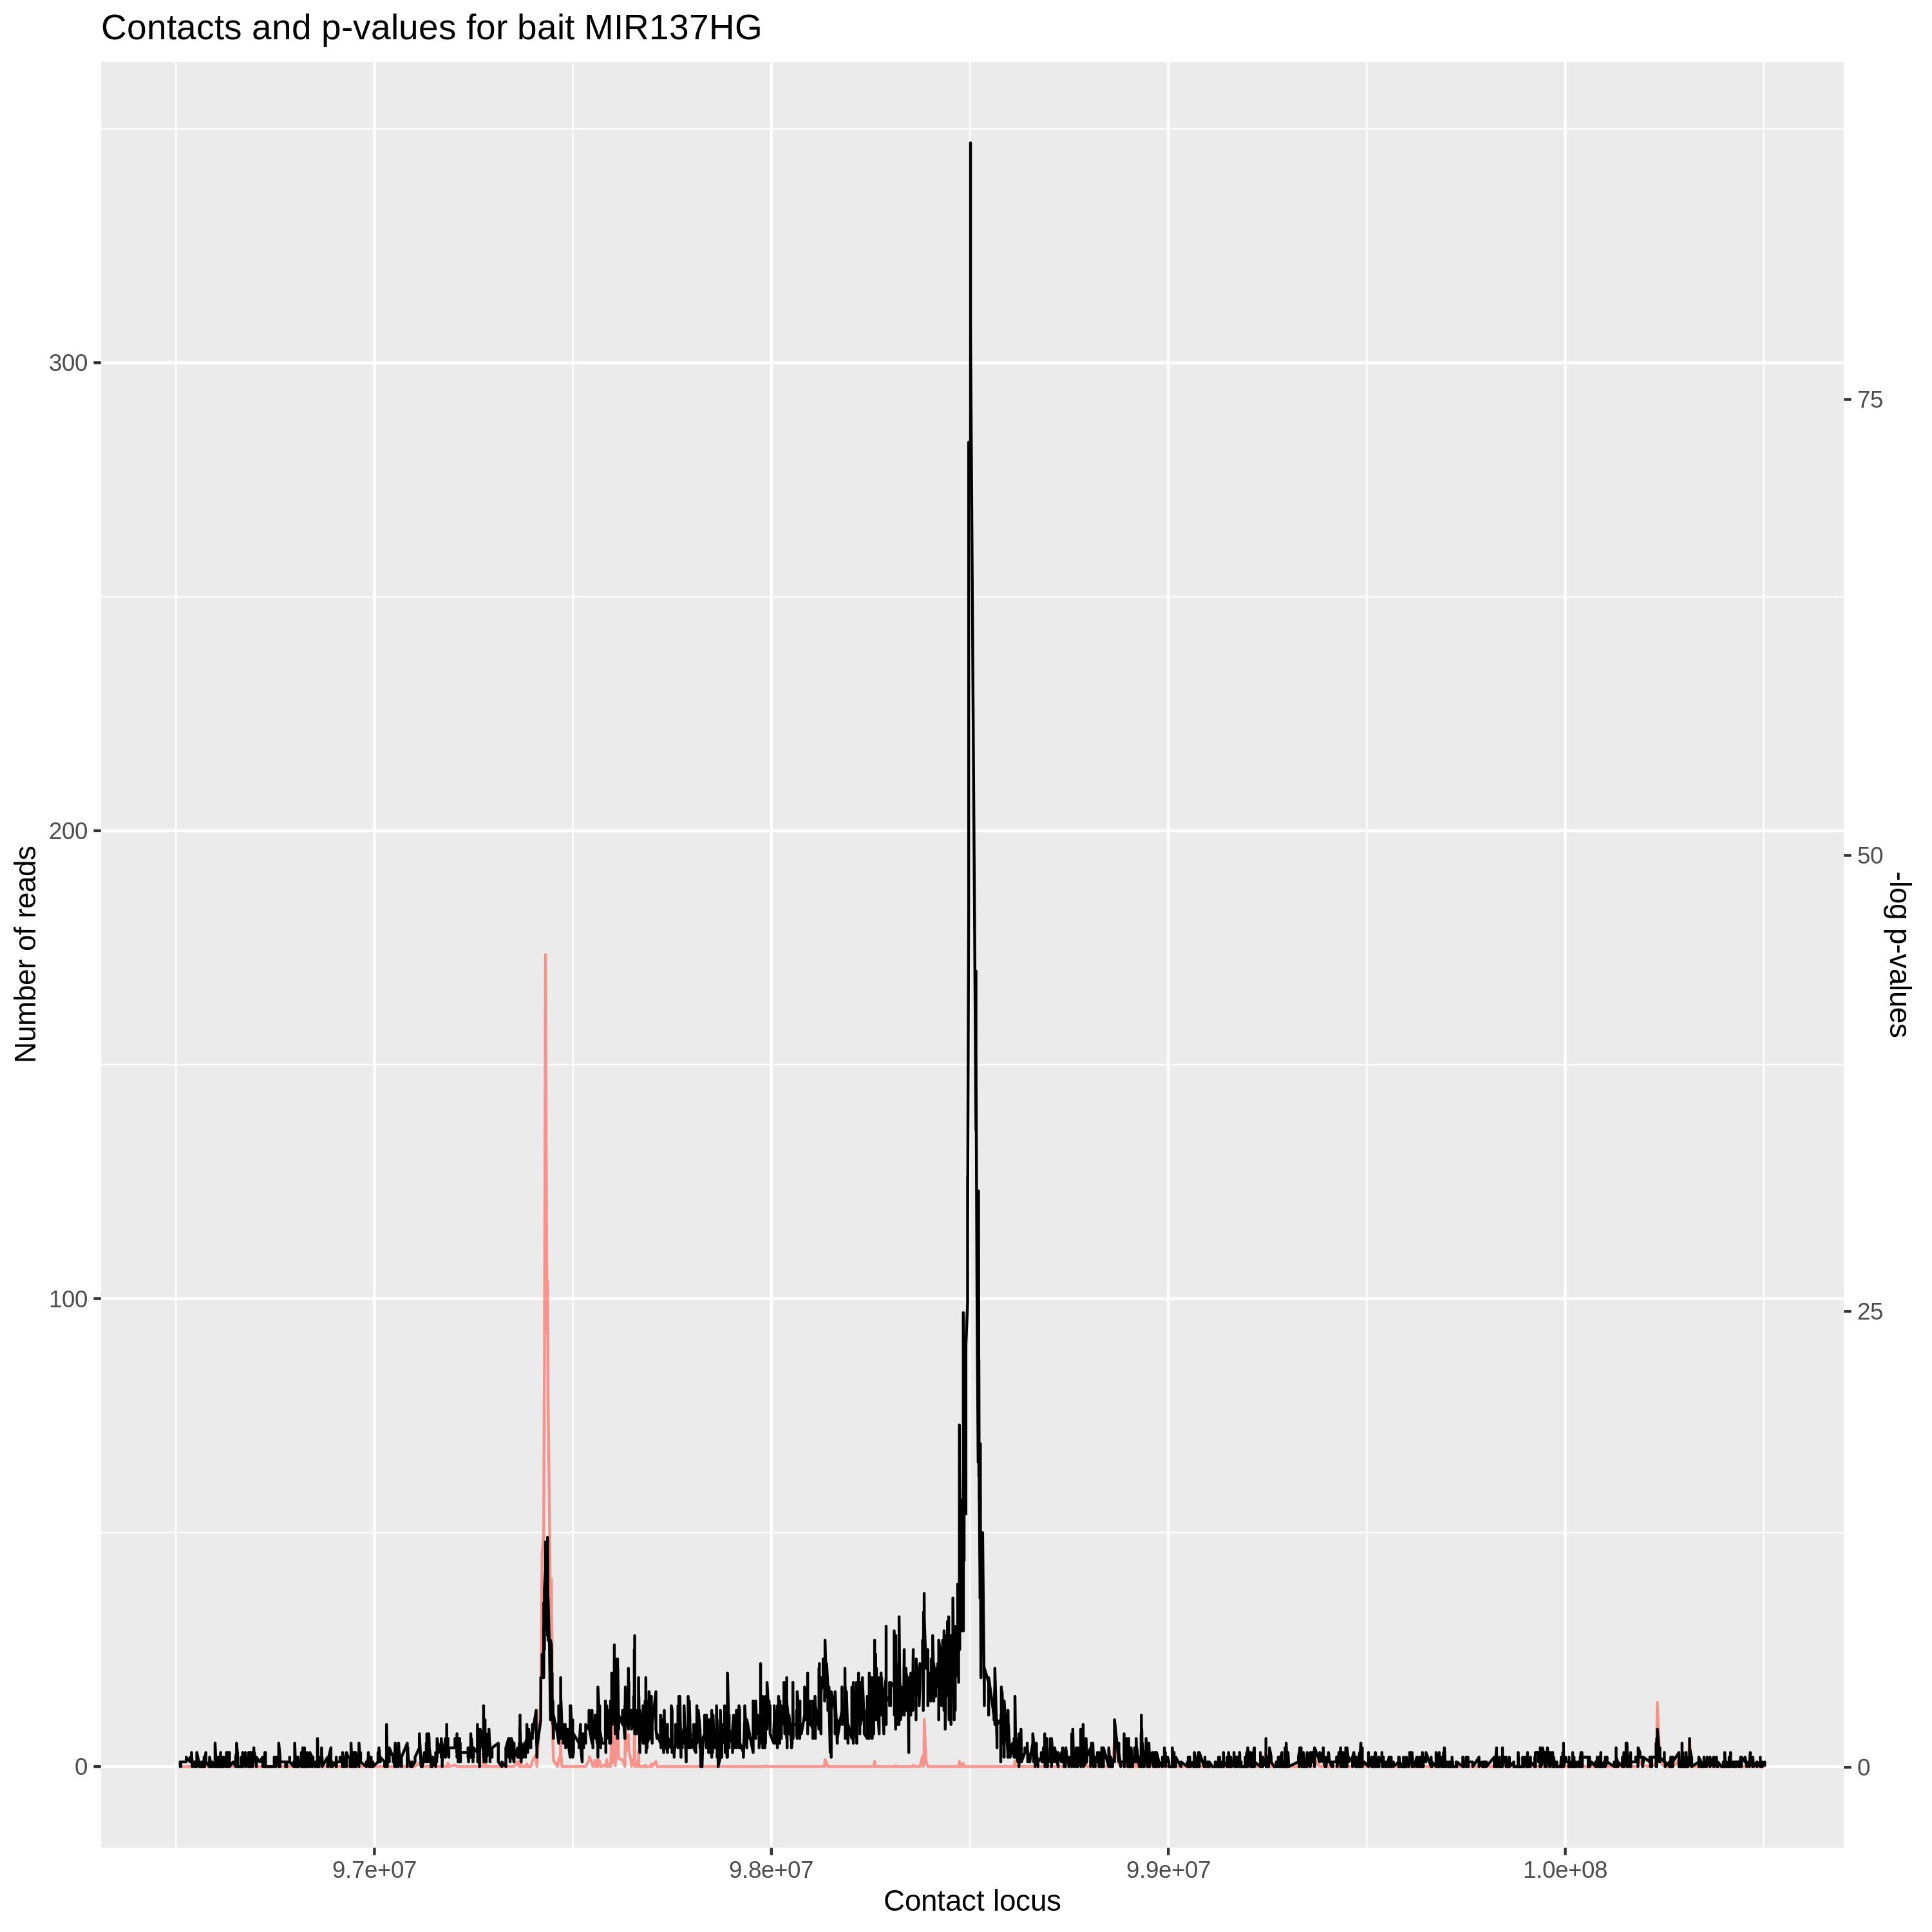 Contacts and p-values for bait MIR137HG
300
200
100
0
Number of reads
75
50
25
0
-log p-values
9.7e+07
9.8e+07
9.9e+07
1.0e+08
Contact locus